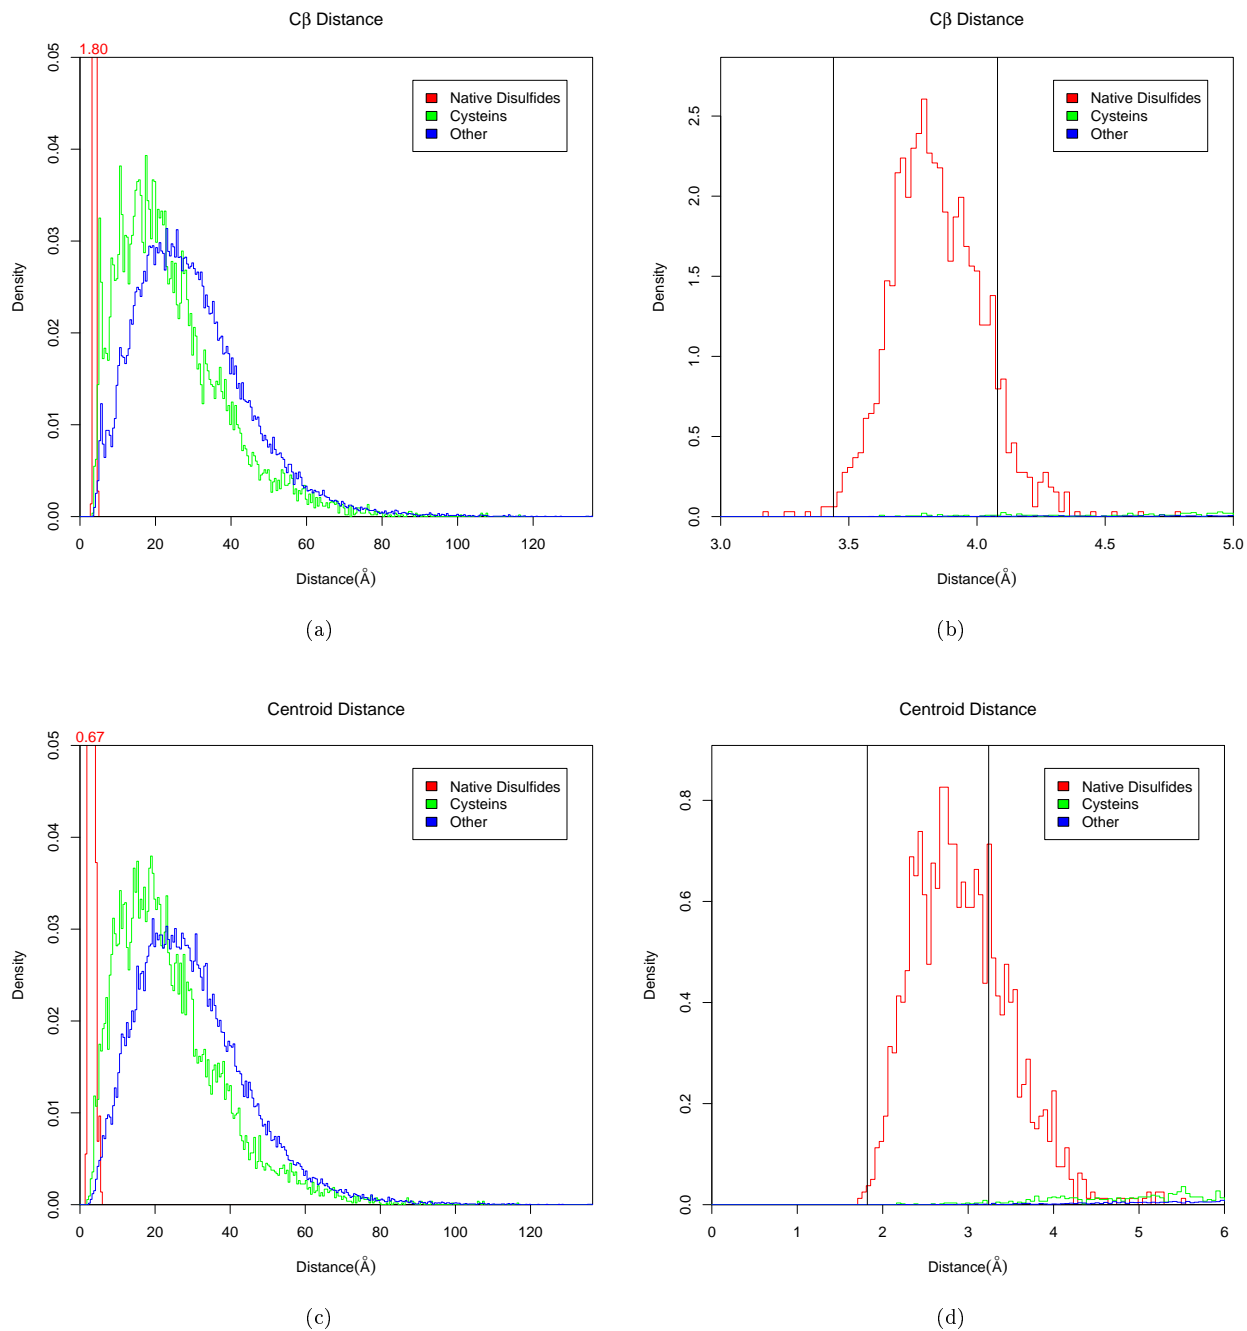 Cβ Distance
1.80
0.05
0.04
0.03
0.02
0.01
0.00
Density
Native Disulfides
Cysteins
Other
0 20 40 60 80 100 120
Distance(Å)
(a)
Cβ Distance
2.5
2.0
1.5
1.0
0.5
0.0
Density
Native Disulfides
Cysteins
Other
3.0 3.5 4.0 4.5 5.0
Distance(Å)
(b)
Centroid Distance
0.67
0.05
0.04
0.03
0.02
0.01
0.00
Density
Native Disulfides
Cysteins
Other
0 20 40 60 80 100 120
Distance(Å)
(c)
Centroid Distance
0.8
0.6
0.4
0.2
0.0
Density
Native Disulfides
Cysteins
Other
0 1 2 3 4 5 6
Distance(Å)
(d)